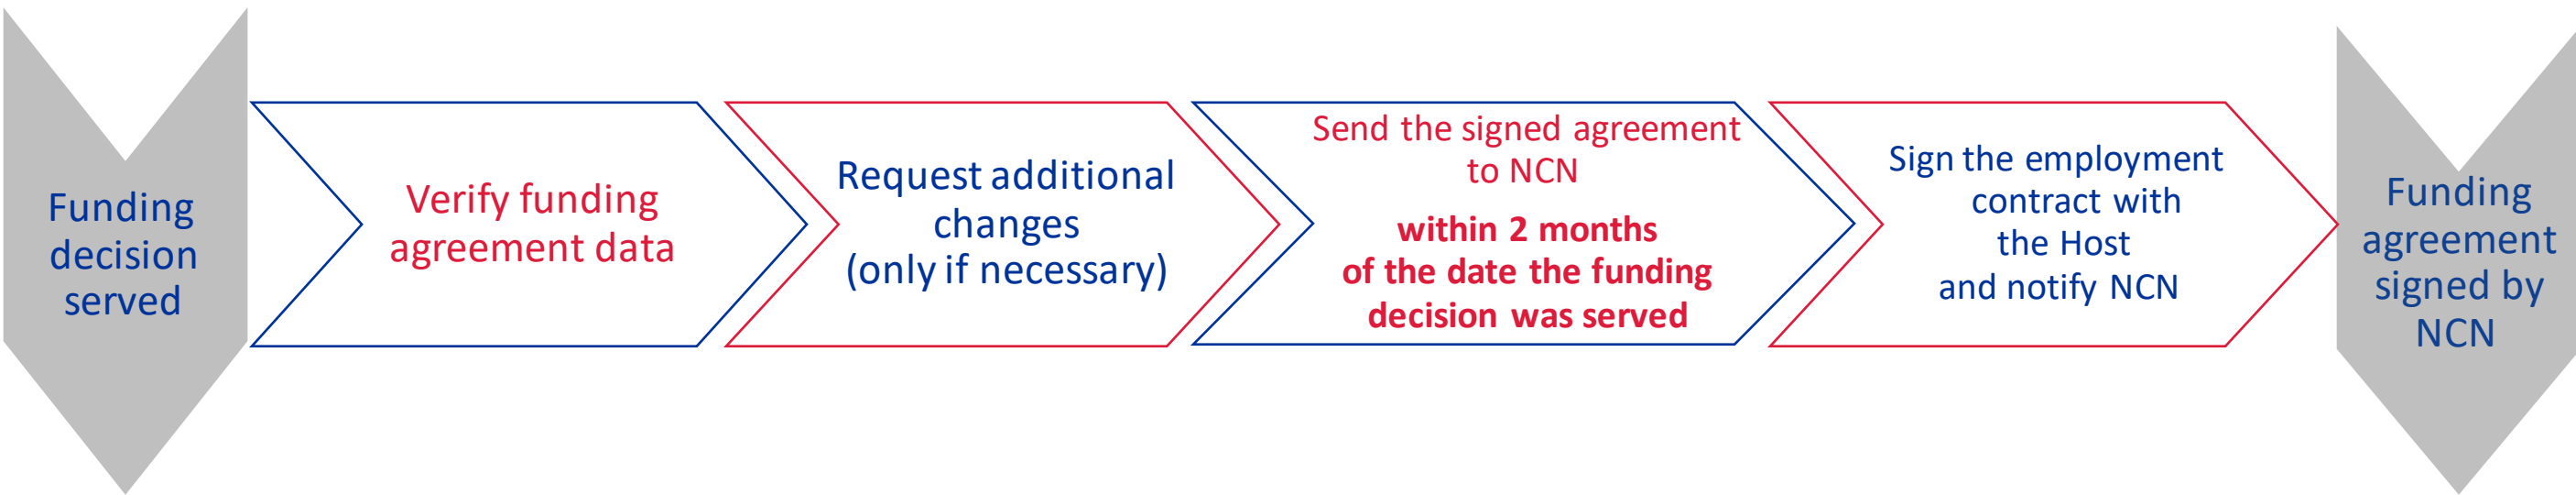 Funding
decision
served
Verify funding
agreement data
Request additional
changes
(only if necessary)
Send the signed agreement
to NCN
within 2 months
of the date the funding
decision was served
Sign the employment
contract with
the Host
and notify NCN
Funding
agreement
signed by
NCN